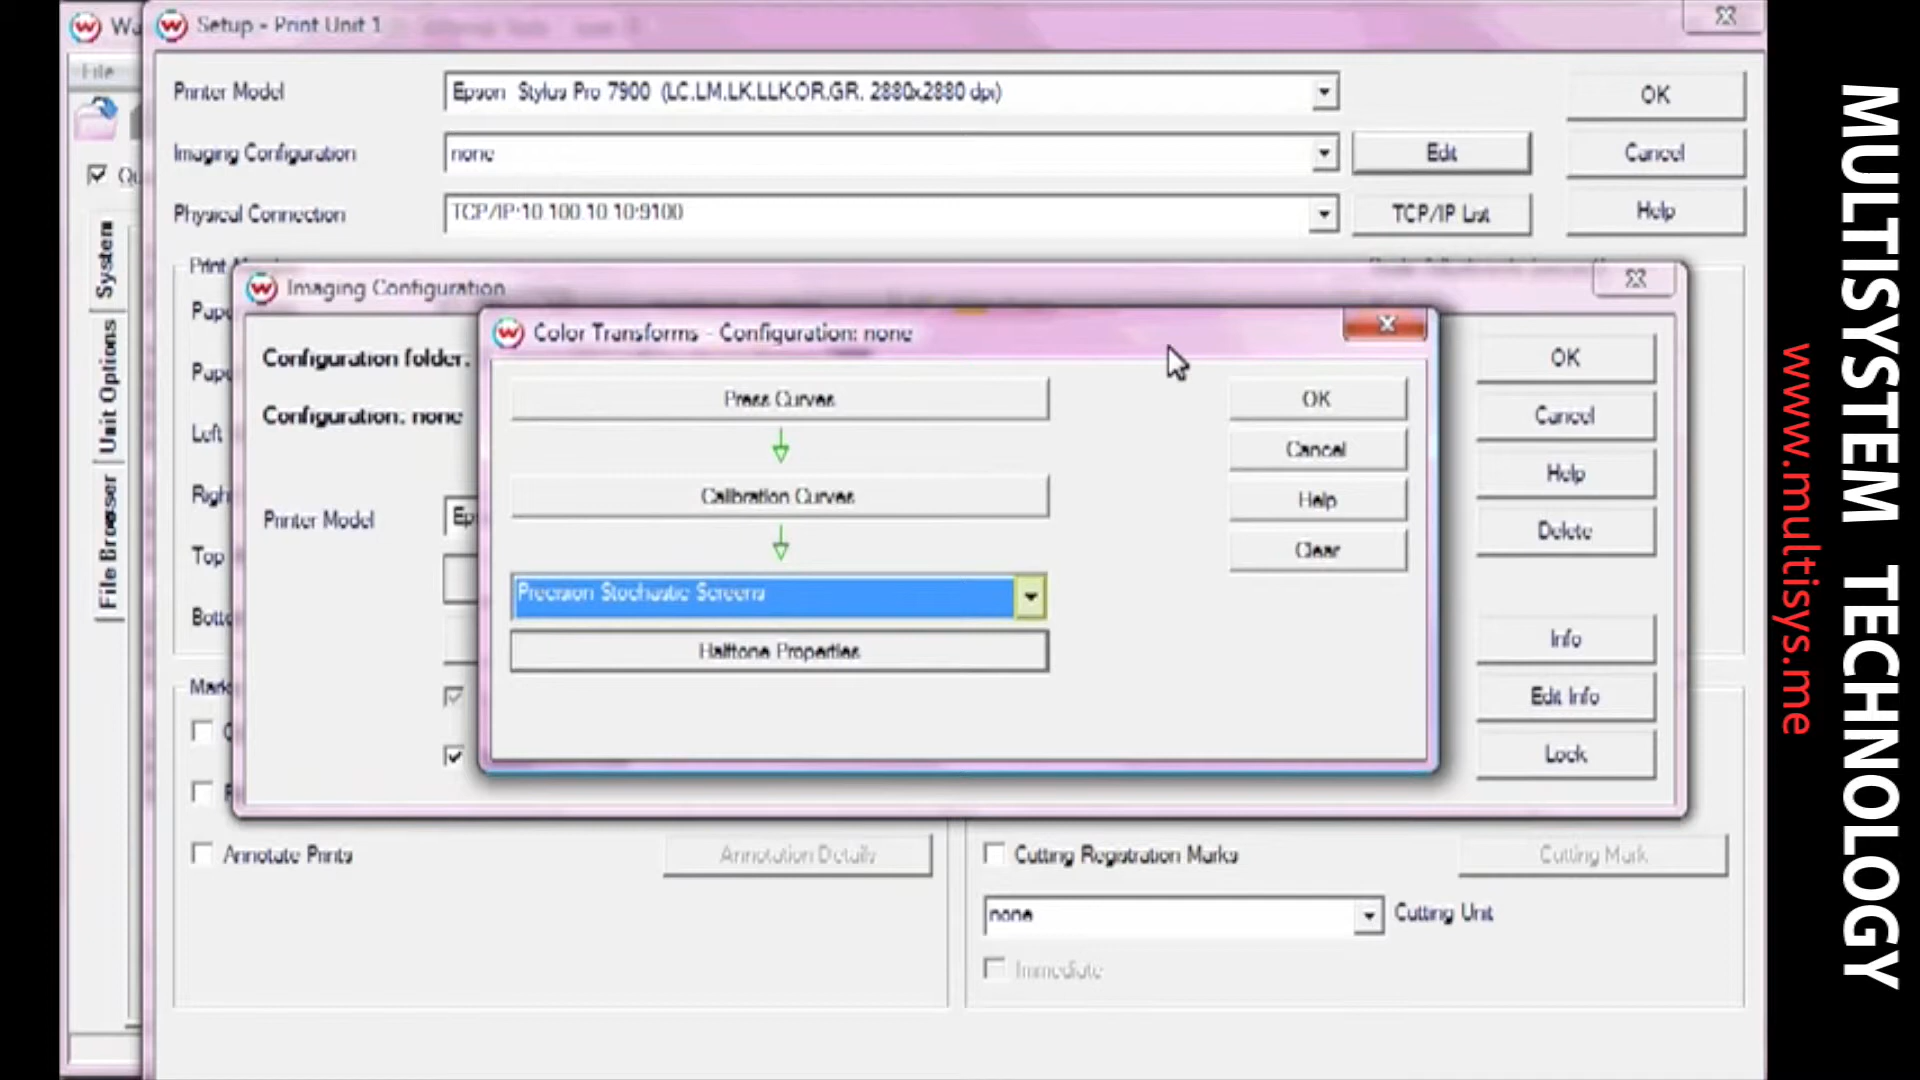 Setup - Print Unit 1
File
Printer Model
Epson Stylus Pro 7900 (LC.LM.LK.LLK.OR.GR. 2880x2880 dpi)
OK
Imaging Configuration
none
Edit
Cancel
Physical Connection
TCP/IP:10.100.10.10:9100
TCP/IP List
Help
System
Unit Options
File Browser
Print
Left
Top
Imaging Configuration
Configuration folder:
Configuration: none
Printer Model
Color Transforms - Configuration: none
Press Curves
Calibration Curves
Precision Stochastic Screens
Halftone Properties
OK
Cancel
Help
Clear
OK
Cancel
Help
Delete
Info
Edit Info
Lock
Annotate Prints
Annotation Details
Cutting Registration Marks
Cutting Mark
none
Cutting Unit
Immediate
MULTISYSTEM TECHNOLOGY
www.multisys.me